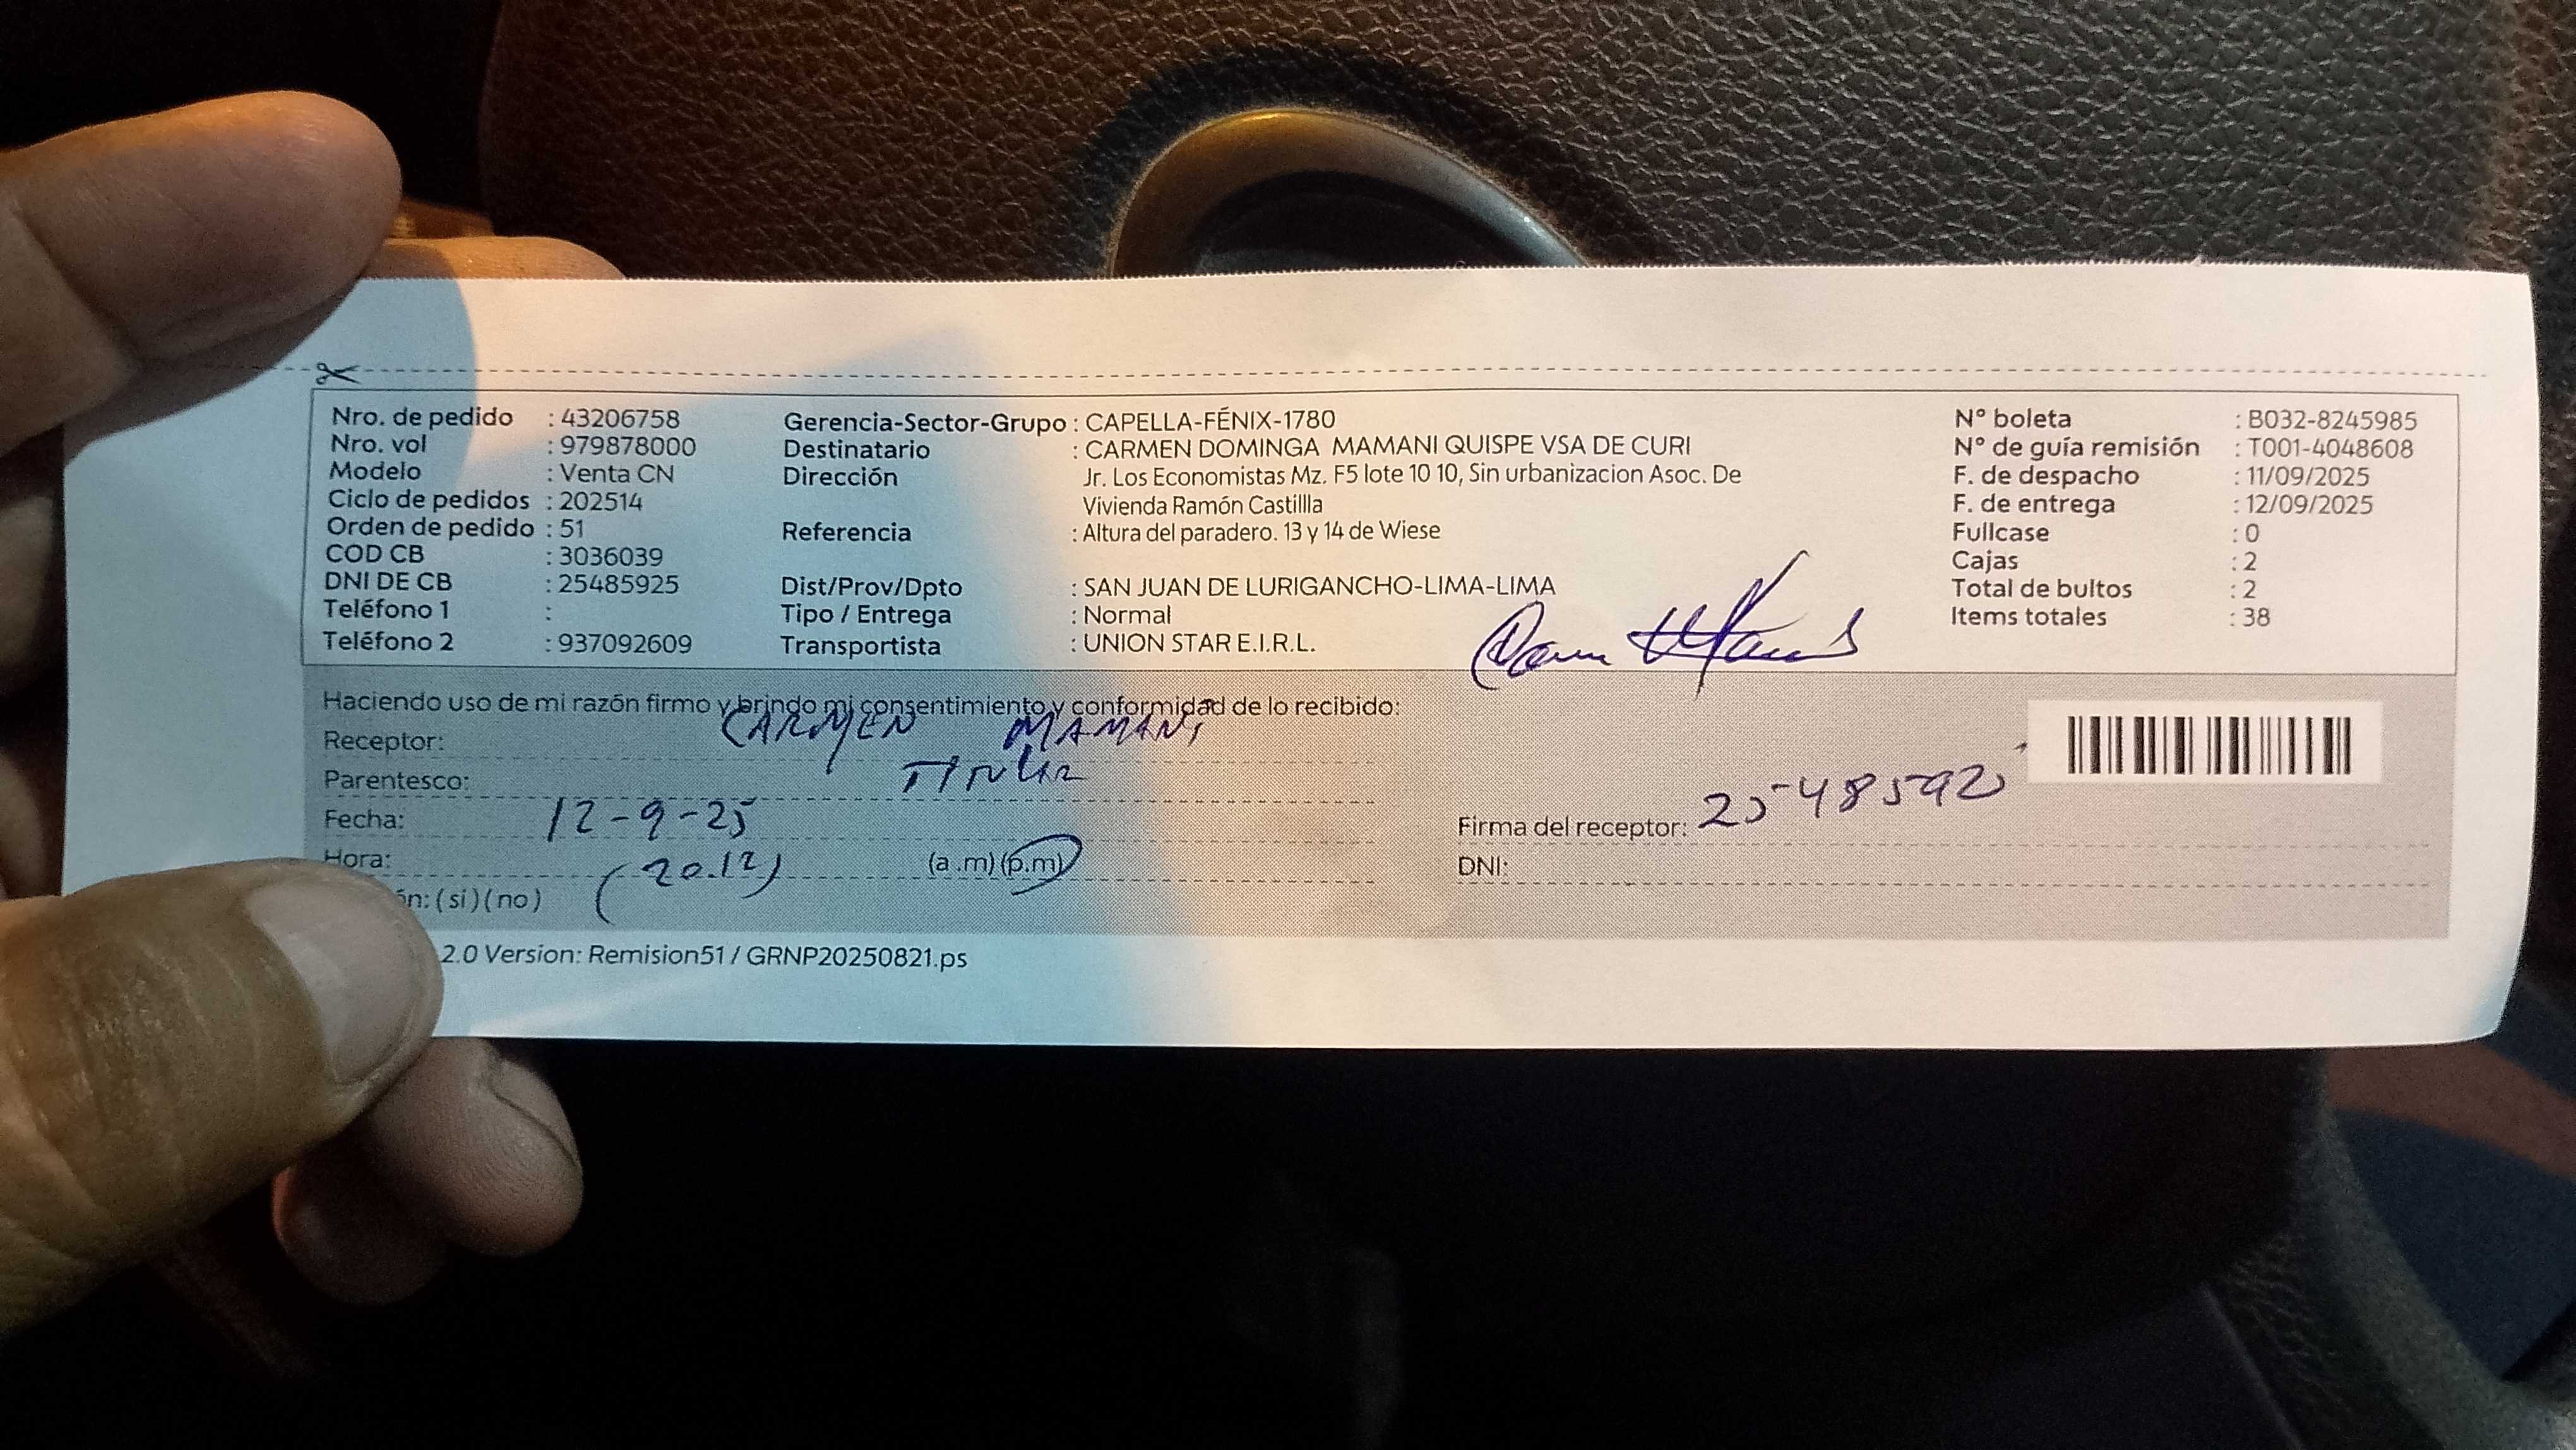 Nro. de pedido : 43206758
Nro. vol : 979878000
Modelo : Venta CN
Ciclo de pedidos : 202514
Orden de pedido : 51
COD CB : 3036039
DNI DE CB : 25485925
Teléfono 1 :
Teléfono 2 : 937092609
Gerencia-Sector-Grupo : CAPELLA-FÉNIX-1780
Destinatario : CARMEN DOMINGA MAMANI QUISPE VSA DE CURI
Dirección Jr. Los Economistas Mz. F5 lote 10 10, Sin urbanizacion Asoc. De
Vivienda Ramón Castillla
Referencia : Altura del paradero. 13 y 14 de Wiese
Dist/Prov/Dpto : SAN JUAN DE LURIGANCHO-LIMA-LIMA
Tipo / Entrega : Normal
Transportista : UNION STAR E.I.R.L.
N° boleta : B032-8245985
N° de guía remisión : T001-4048608
F. de despacho : 11/09/2025
F. de entrega : 12/09/2025
Fullcase : 0
Cajas : 2
Total de bultos : 2
Items totales : 38
Haciendo uso de mi razón firmo y brindo mi consentimiento y conformidad de lo recibido:
Receptor: CARMEN MAMANI
Parentesco: TITULAR
Fecha: 12-9-25
Hora: (20.12) (a .m) (p.m)
ón: ( si ) ( no )
Firma del receptor: 25485925
DNI:
2.0 Version: Remision51 / GRNP20250821.ps